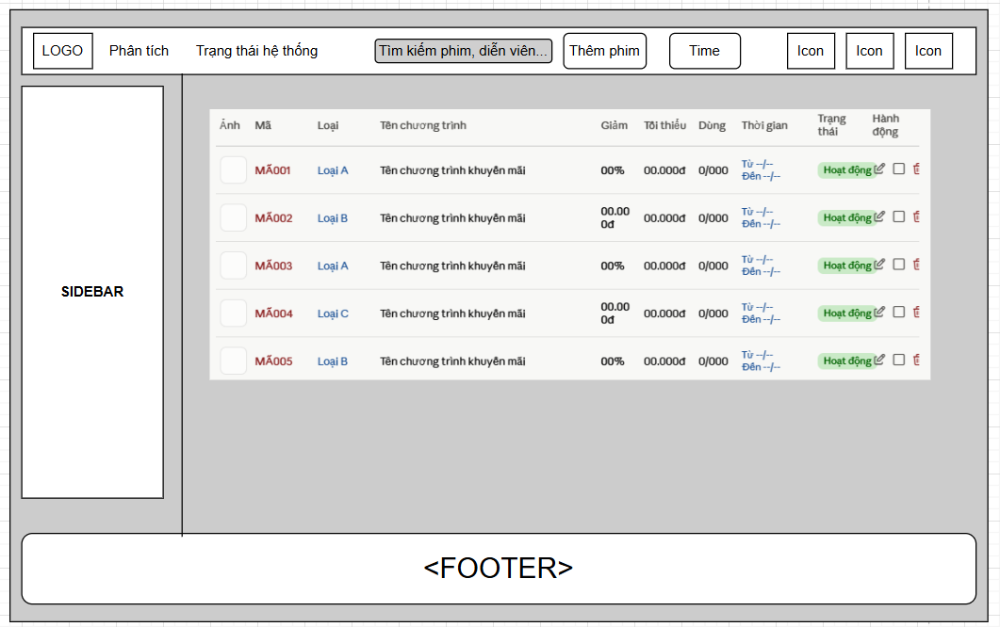 LOGO Phân tích Trạng thái hệ thống Tìm kiếm phim, diễn viên... Thêm phim Time Icon Icon Icon
SIDEBAR
Ảnh Mã Loại Tên chương trình Giảm Tối thiểu Dùng Thời gian Trạng thái Hành động
MÃ001 Loại A Tên chương trình khuyến mãi 00% 00.000đ 0/000 Từ --/-- Đến --/-- Hoạt động
MÃ002 Loại B Tên chương trình khuyến mãi 00.000đ 00.000đ 0/000 Từ --/-- Đến --/-- Hoạt động
MÃ003 Loại A Tên chương trình khuyến mãi 00% 00.000đ 0/000 Từ --/-- Đến --/-- Hoạt động
MÃ004 Loại C Tên chương trình khuyến mãi 00.000đ 00.000đ 0/000 Từ --/-- Đến --/-- Hoạt động
MÃ005 Loại B Tên chương trình khuyến mãi 00% 00.000đ 0/000 Từ --/-- Đến --/-- Hoạt động
<FOOTER>